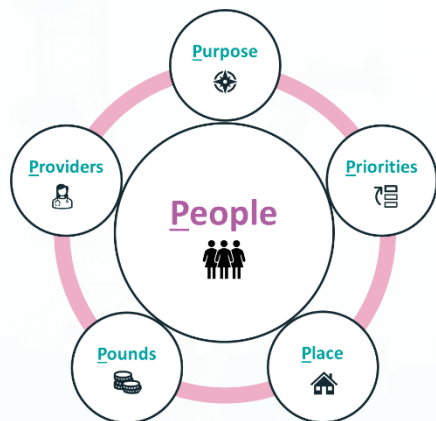 Purpose
Providers
Priorities
People
Pounds
Place